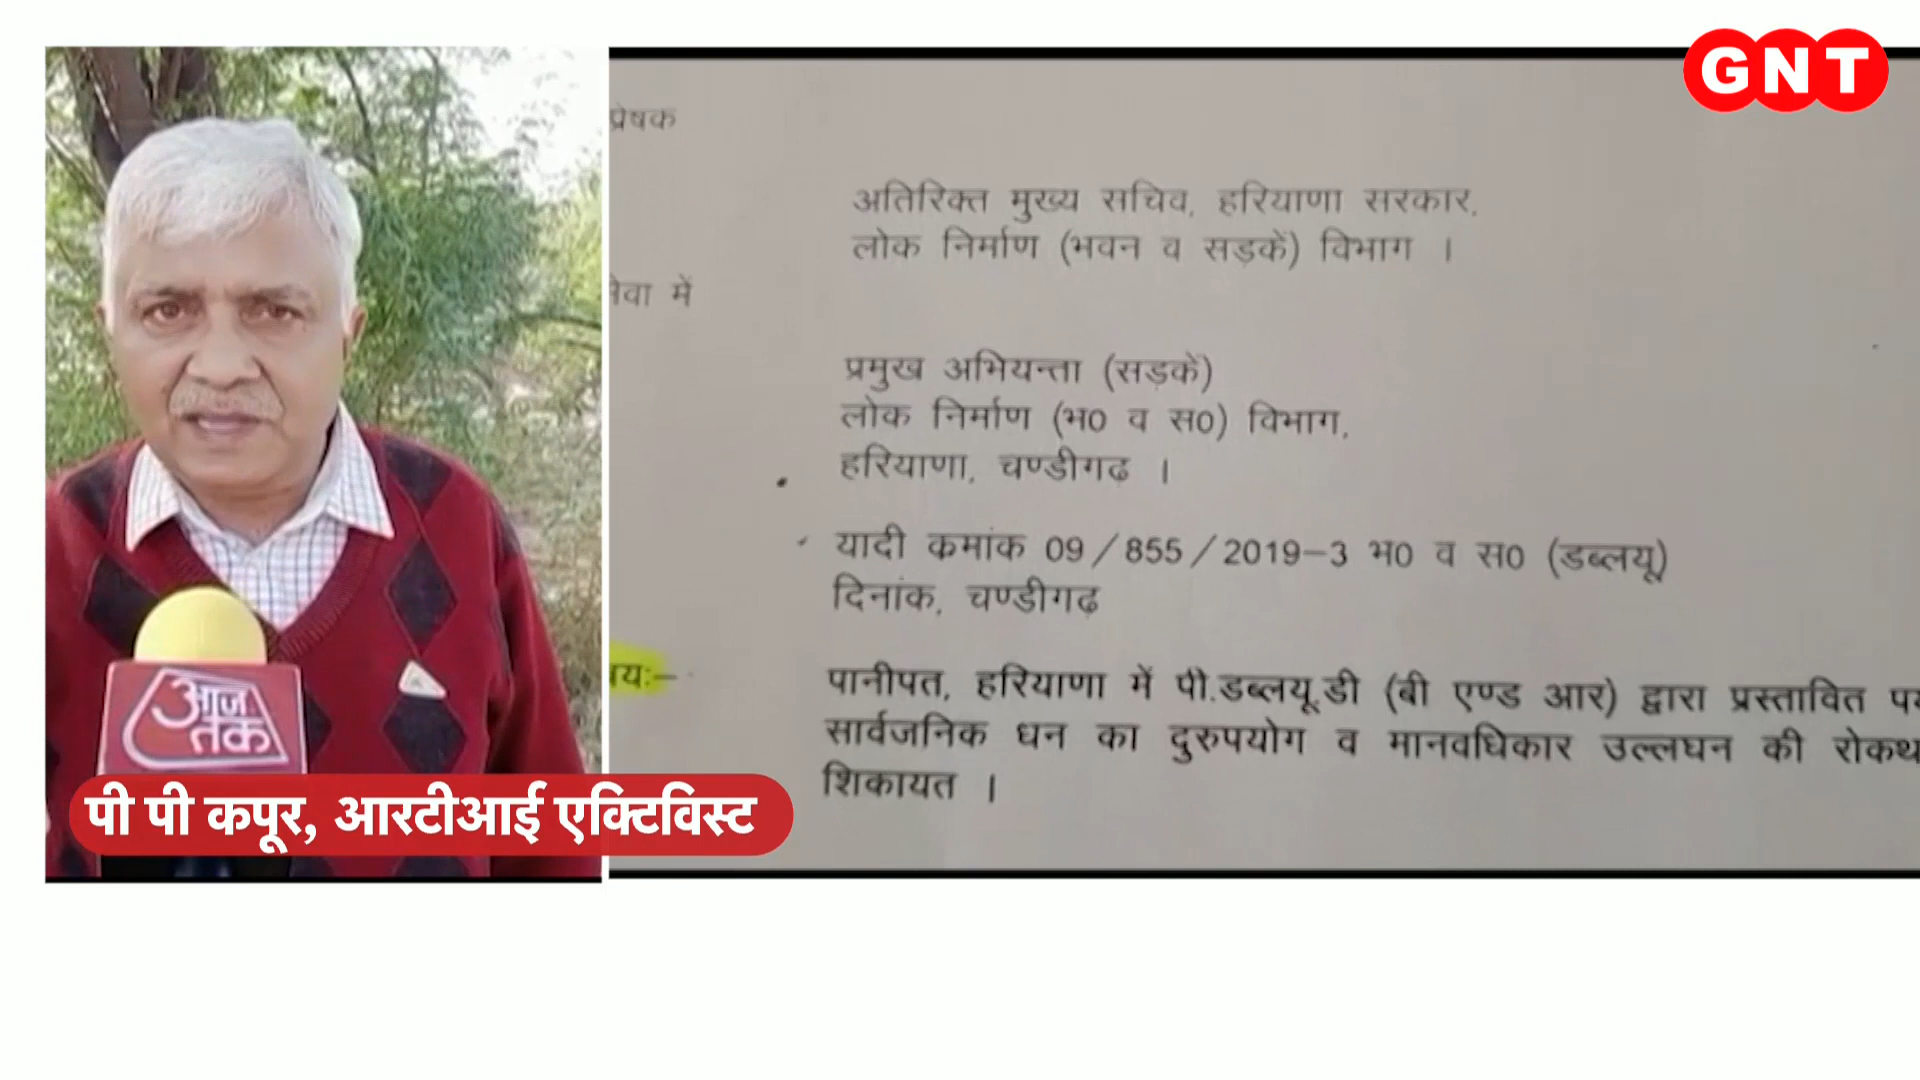 GNT
प्रेषक
अतिरिक्त मुख्य सचिव, हरियाणा सरकार,
लोक निर्माण (भवन व सड़कें) विभाग ।
सेवा में
प्रमुख अभियन्ता (सड़कें)
लोक निर्माण (भ0 व स0) विभाग,
हरियाणा, चण्डीगढ ।
यादी कमांक 09/855/2019-3 भ0 व स0 (डब्लयू)
दिनांक, चण्डीगढ
यः-
पानीपत, हरियाणा में पी.डब्लयू.डी (बी एण्ड आर) द्वारा प्रस्तावित
सार्वजनिक धन का दुरुपयोग व मानवधिकार उल्लघन की
शिकायत ।
आज तक
पी पी कपूर, आरटीआई एक्टिविस्ट